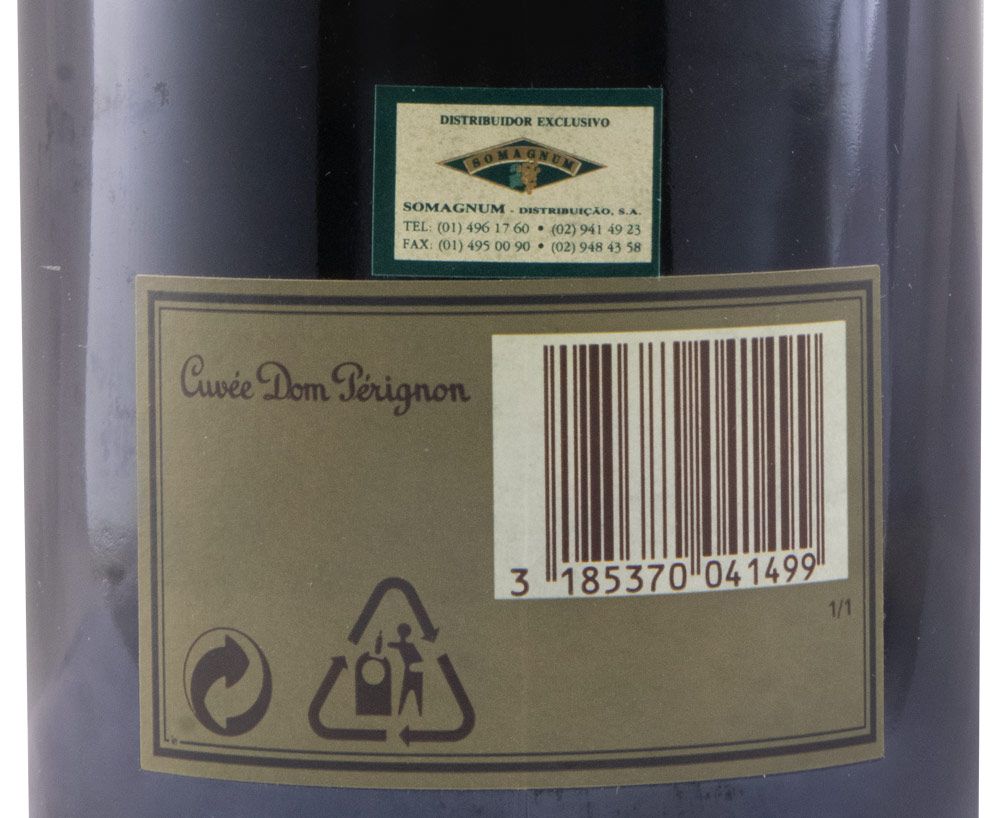 DISTRIBUIDOR EXCLUSIVO
SOMAGNUM
SOMAGNUM - DISTRIBUIÇÃO, S.A.
TEL: (01) 496 17 60 • (02) 941 49 23
FAX: (01) 495 00 90 • (02) 948 43 58
Cuvée Dom Pérignon
3 185370 041499
1/1